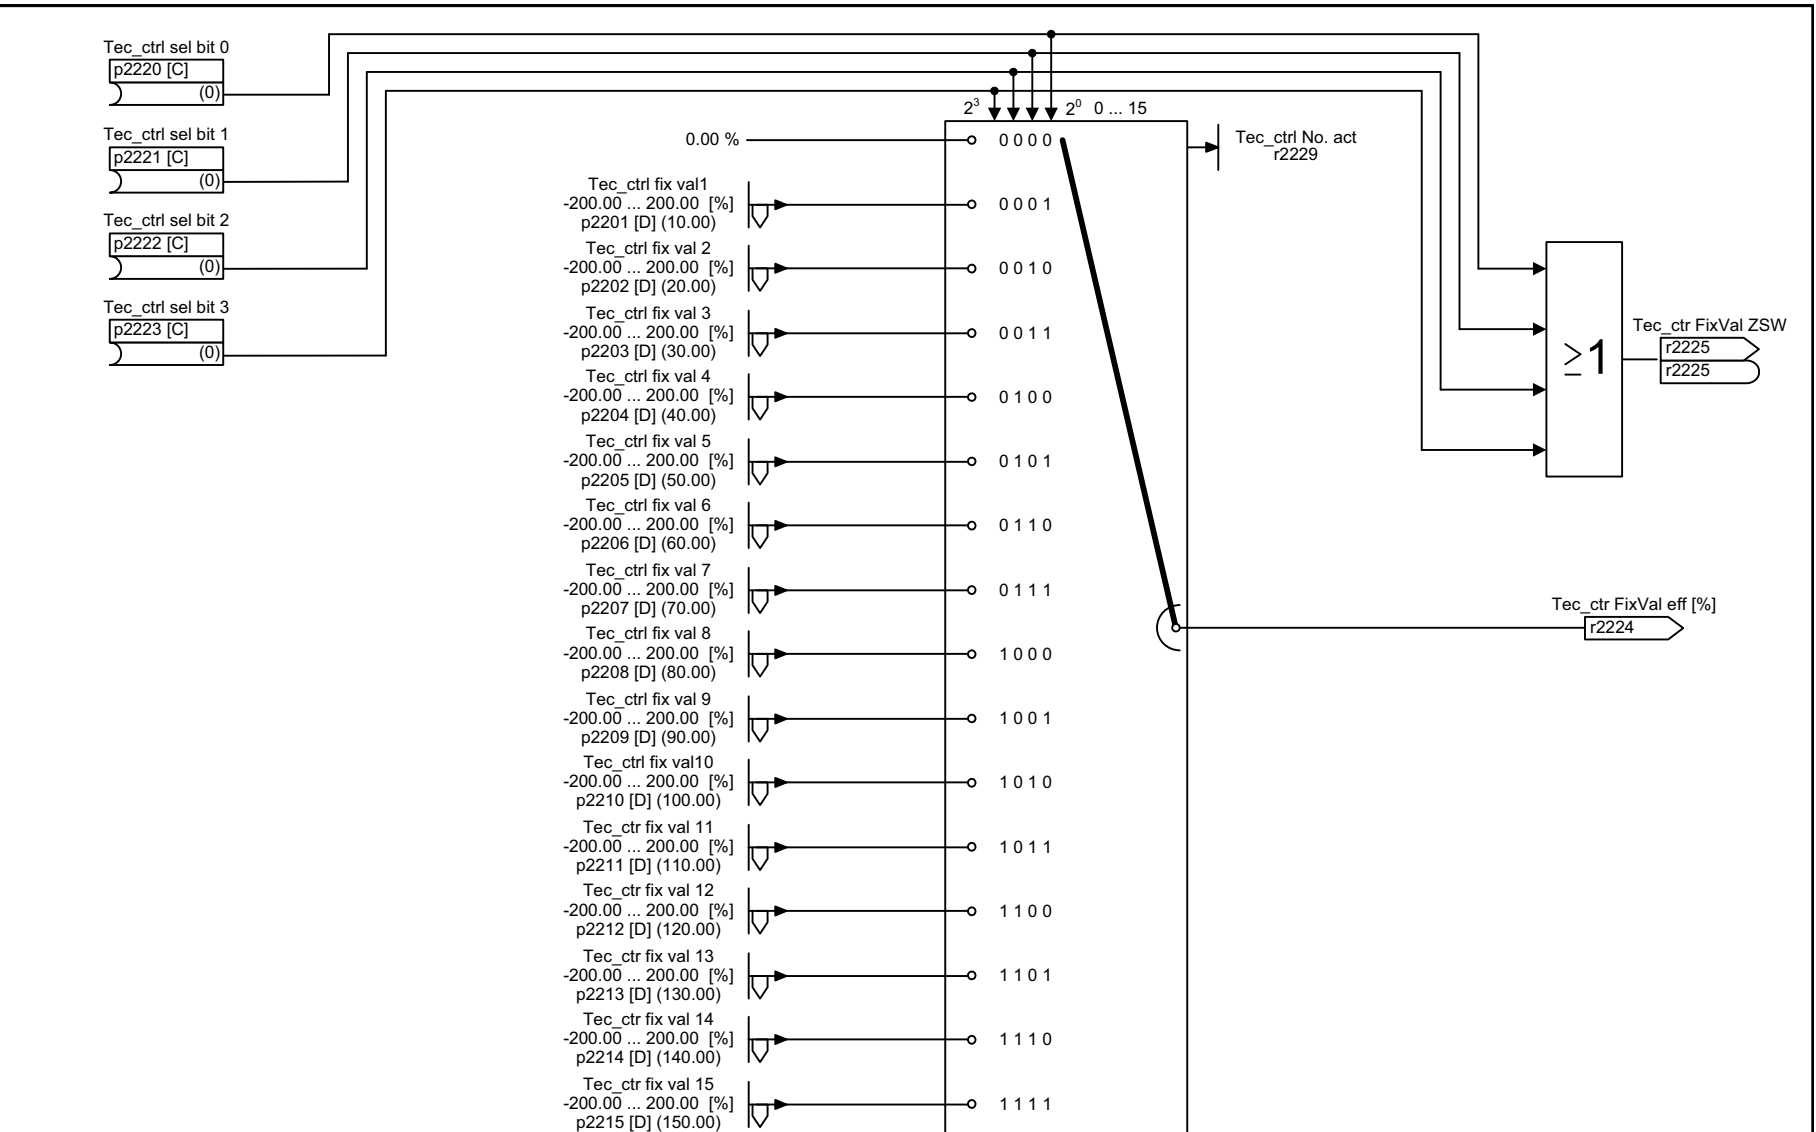 Tec_ctrl sel bit 0
p2220 [C]
(0)
Tec_ctrl sel bit 1
p2221 [C]
(0)
Tec_ctrl sel bit 2
p2222 [C]
(0)
Tec_ctrl sel bit 3
p2223 [C]
(0)
2³ 2⁰ 0 ... 15
0.00 % 0 0 0 0
Tec_ctrl No. act
r2229
Tec_ctrl fix val1
-200.00 ... 200.00 [%] 0 0 0 1
p2201 [D] (10.00)
Tec_ctrl fix val 2
-200.00 ... 200.00 [%] 0 0 1 0
p2202 [D] (20.00)
Tec_ctrl fix val 3
-200.00 ... 200.00 [%] 0 0 1 1
p2203 [D] (30.00)
Tec_ctrl fix val 4
-200.00 ... 200.00 [%] 0 1 0 0
p2204 [D] (40.00)
Tec_ctrl fix val 5
-200.00 ... 200.00 [%] 0 1 0 1
p2205 [D] (50.00)
Tec_ctrl fix val 6
-200.00 ... 200.00 [%] 0 1 1 0
p2206 [D] (60.00)
Tec_ctrl fix val 7
-200.00 ... 200.00 [%] 0 1 1 1
p2207 [D] (70.00)
Tec_ctrl fix val 8
-200.00 ... 200.00 [%] 1 0 0 0
p2208 [D] (80.00)
Tec_ctrl fix val 9
-200.00 ... 200.00 [%] 1 0 0 1
p2209 [D] (90.00)
Tec_ctrl fix val10
-200.00 ... 200.00 [%] 1 0 1 0
p2210 [D] (100.00)
Tec_ctr fix val 11
-200.00 ... 200.00 [%] 1 0 1 1
p2211 [D] (110.00)
Tec_ctr fix val 12
-200.00 ... 200.00 [%] 1 1 0 0
p2212 [D] (120.00)
Tec_ctr fix val 13
-200.00 ... 200.00 [%] 1 1 0 1
p2213 [D] (130.00)
Tec_ctr fix val 14
-200.00 ... 200.00 [%] 1 1 1 0
p2214 [D] (140.00)
Tec_ctr fix val 15
-200.00 ... 200.00 [%] 1 1 1 1
p2215 [D] (150.00)
≥1
Tec_ctr FixVal ZSW
r2225
r2225
Tec_ctr FixVal eff [%]
r2224